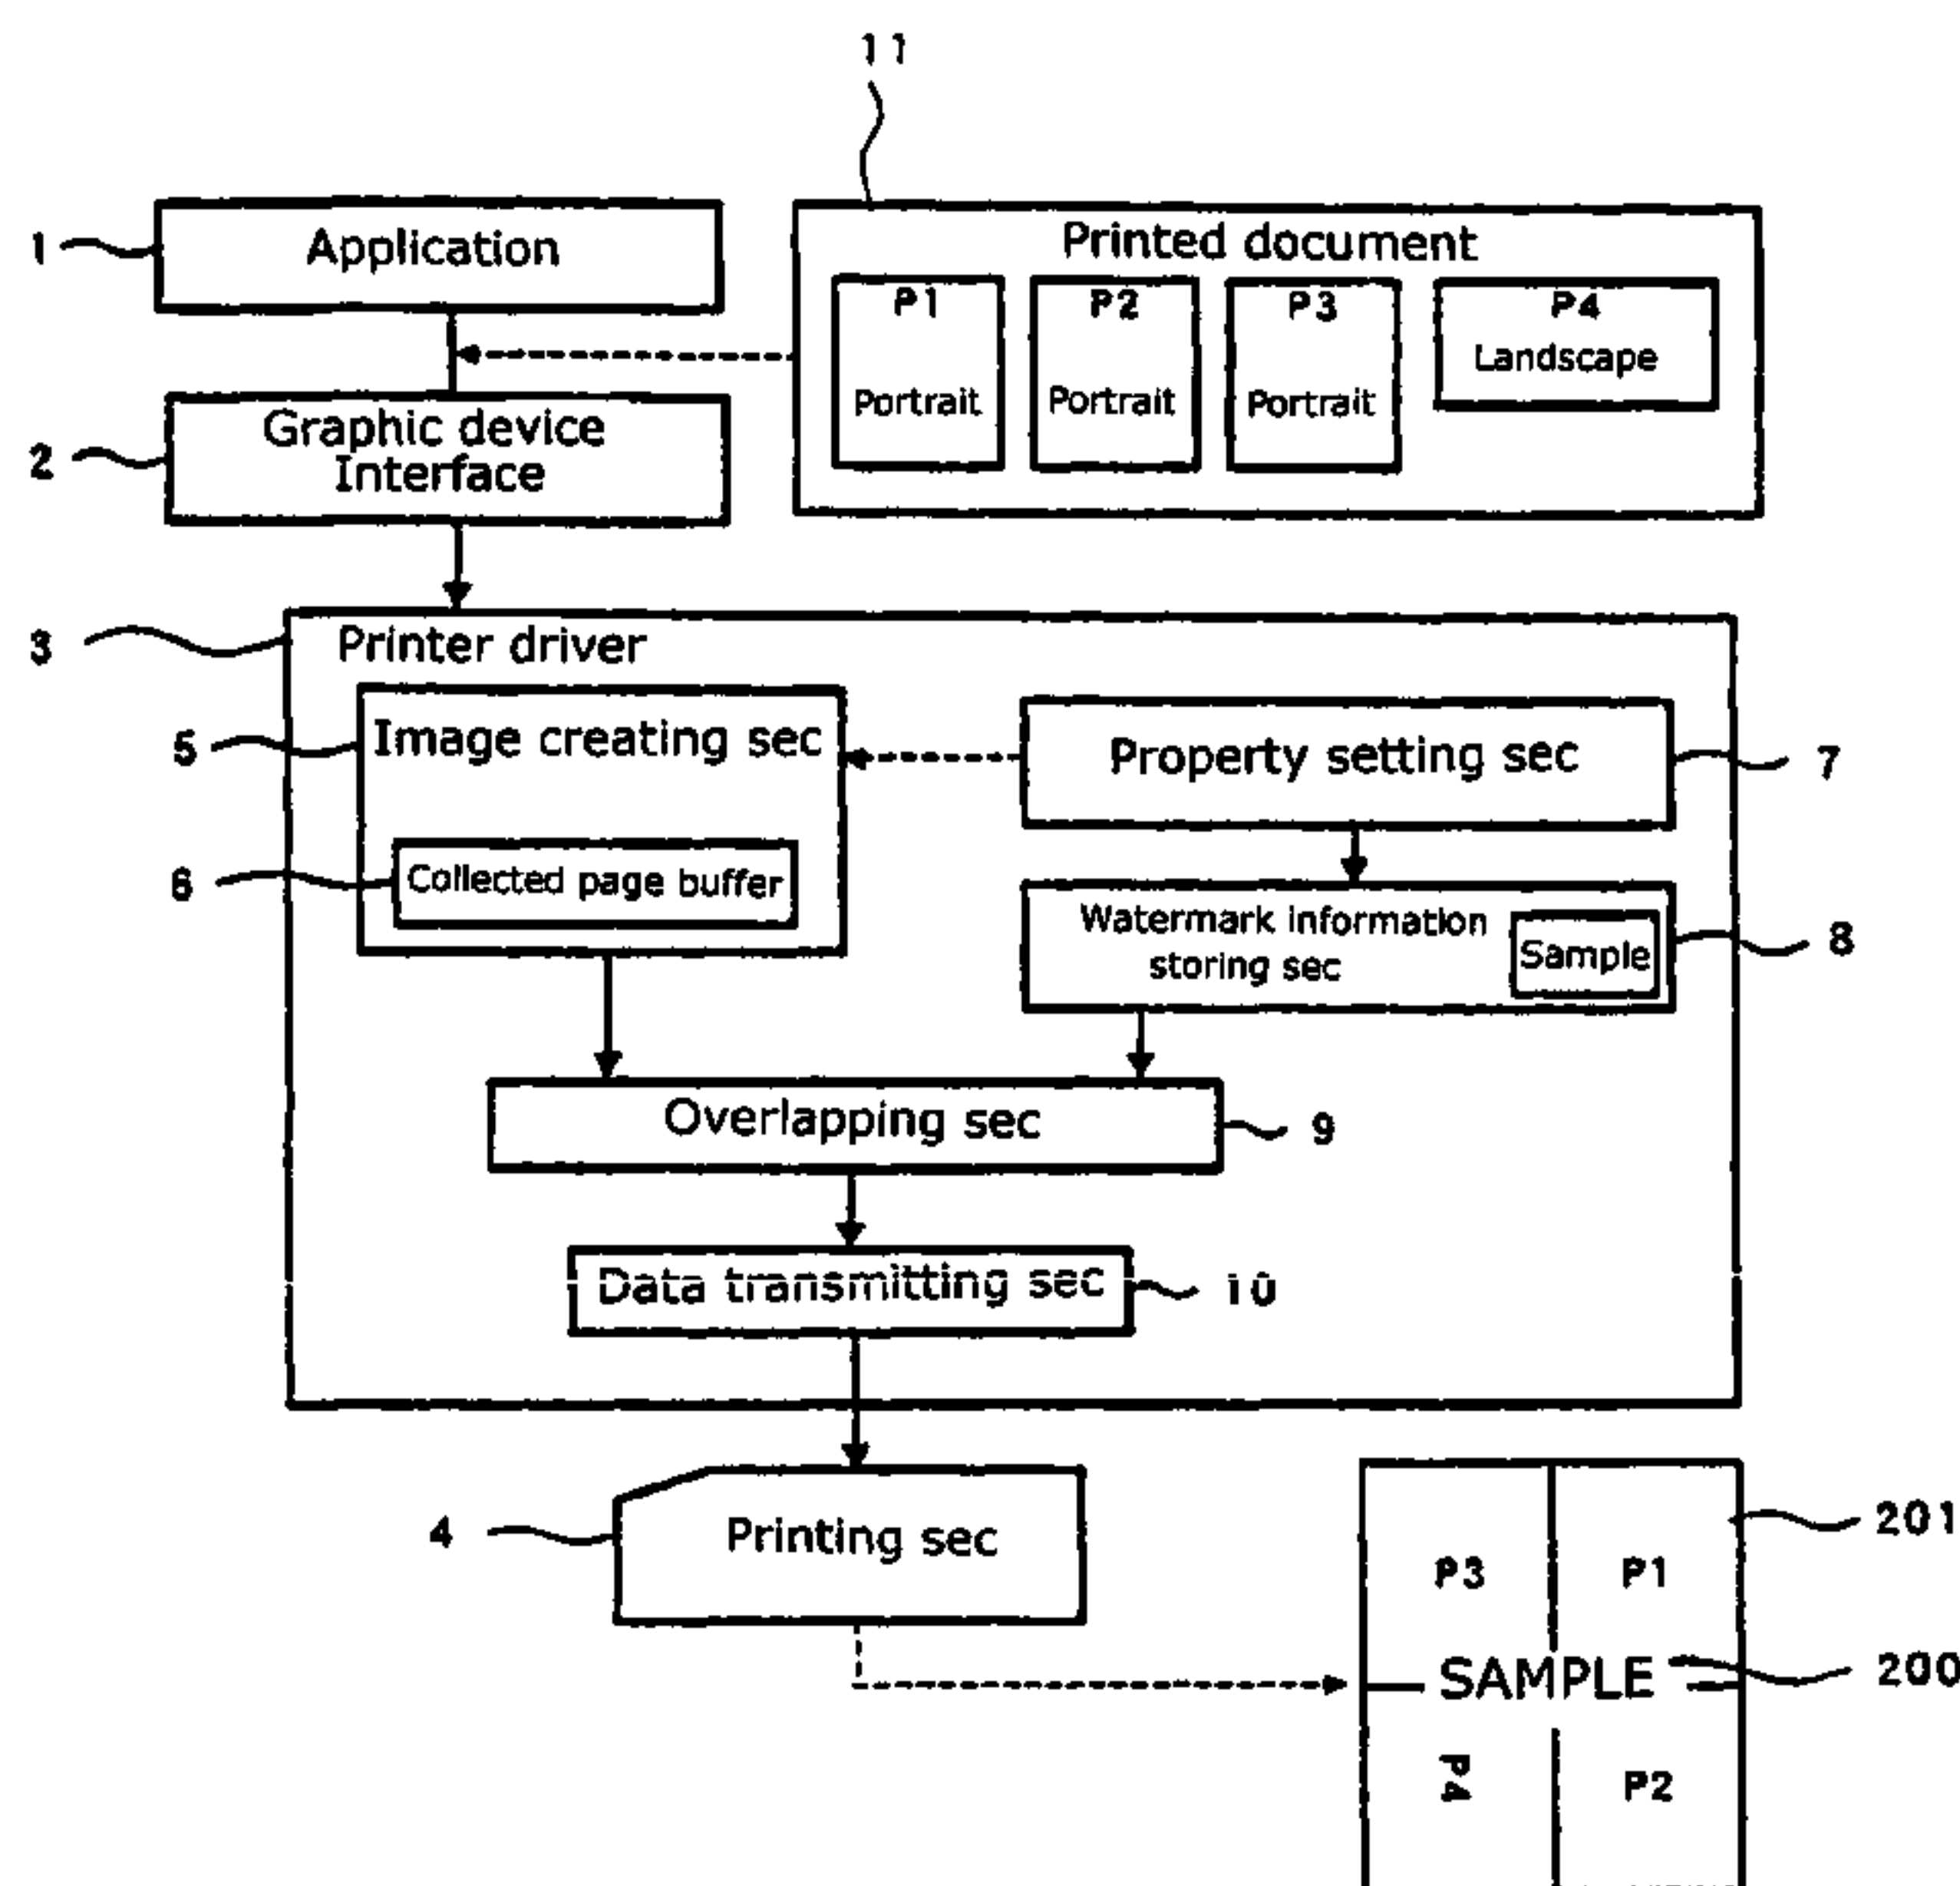 11
1
Application
Printed document
P1
P2
P3
P4
Portrait
Portrait
Portrait
Landscape
2
Graphic device
Interface
3
Printer driver
5
Image creating sec
Property setting sec
7
6
Collected page buffer
Watermark information
storing sec
Sample
8
Overlapping sec
9
Data transmitting sec
10
4
Printing sec
P3
P1
201
SAMPLE
200
P4
P2